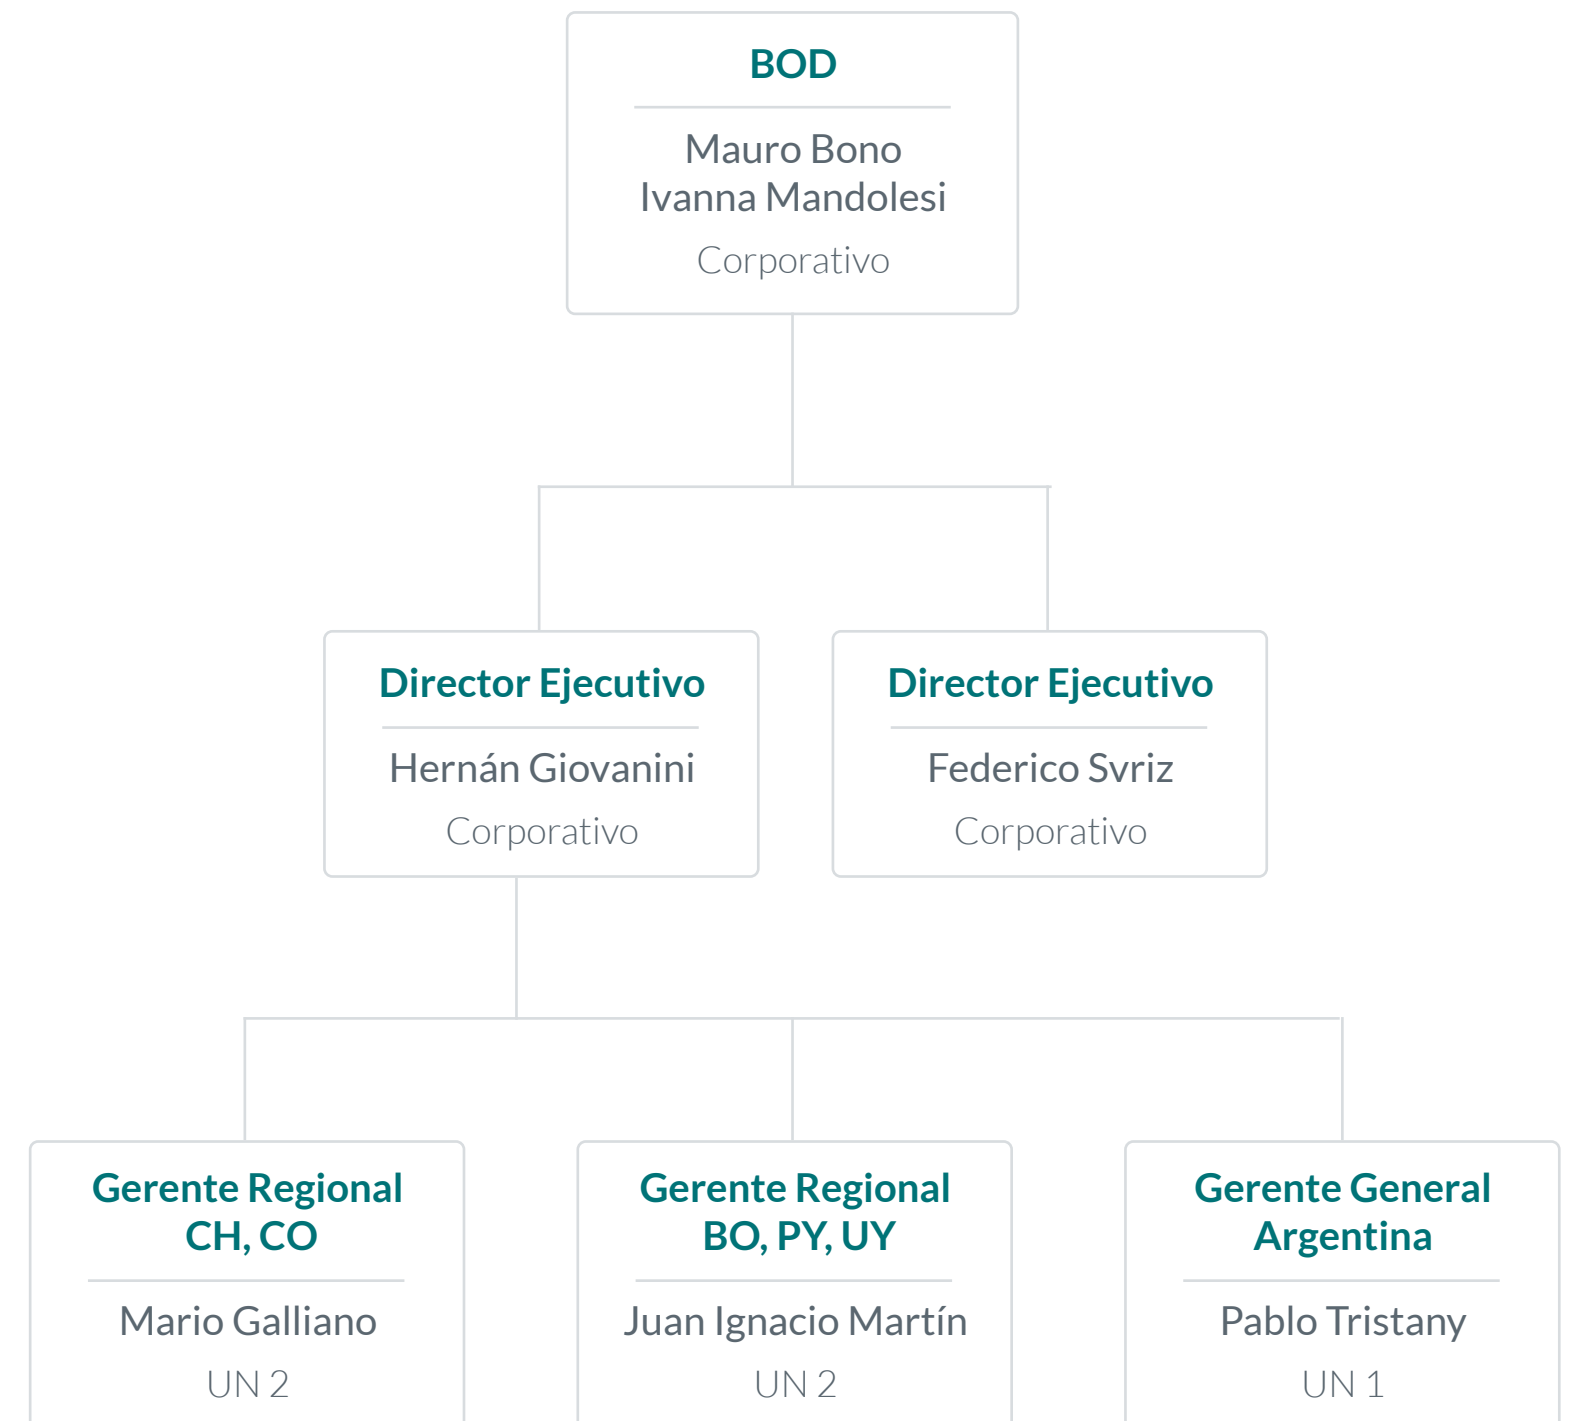 BOD
Mauro Bono
Ivanna Mandolesi
Corporativo
Director Ejecutivo
Hernán Giovanini
Corporativo
Director Ejecutivo
Federico Svriz
Corporativo
Gerente Regional
CH, CO
Mario Galliano
UN 2
Gerente Regional
BO, PY, UY
Juan Ignacio Martín
UN 2
Gerente General
Argentina
Pablo Tristany
UN 1